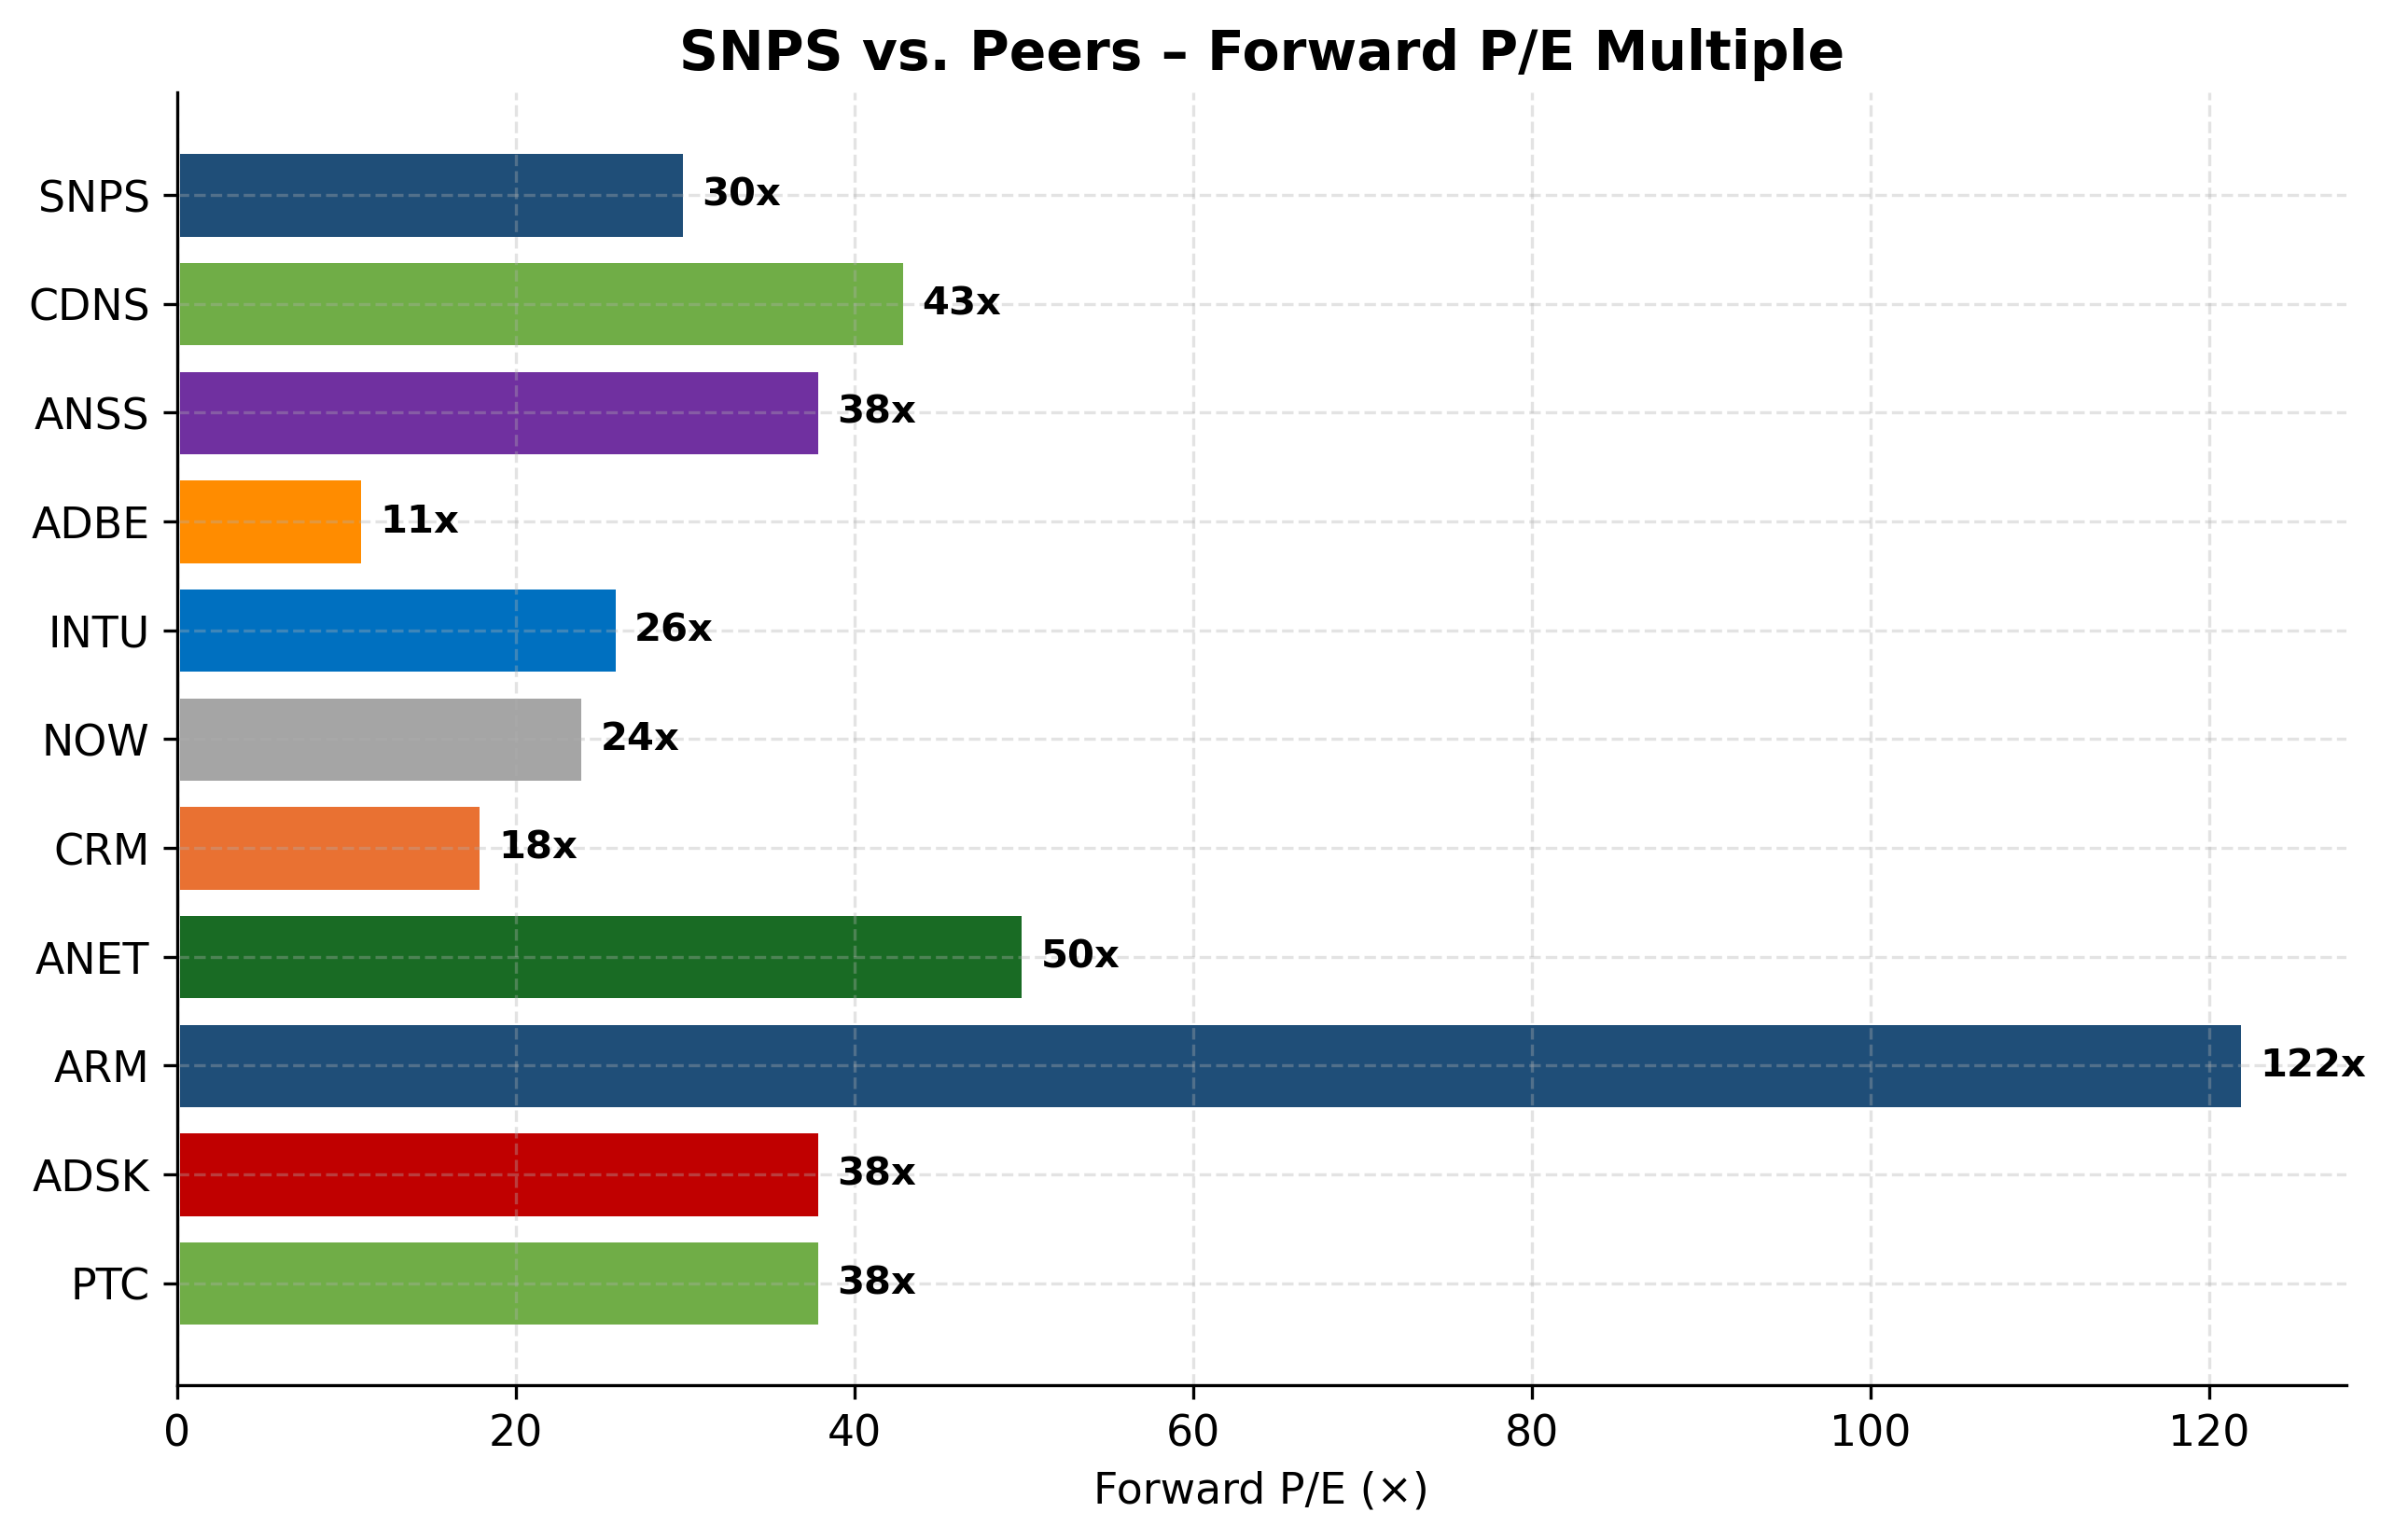 SNPS vs. Peers – Forward P/E Multiple
SNPS 30x
CDNS 43x
ANSS 38x
ADBE 11x
INTU 26x
NOW 24x
CRM 18x
ANET 50x
ARM 122x
ADSK 38x
PTC 38x
0 20 40 60 80 100 120
Forward P/E (×)